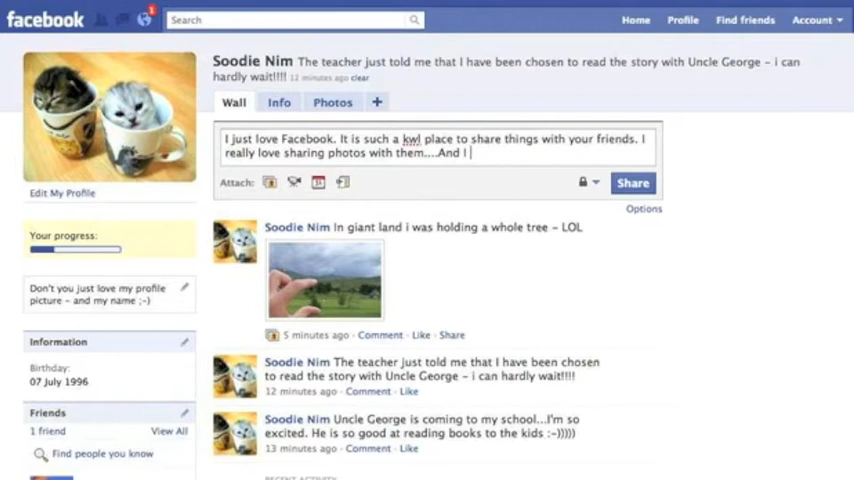 facebook
1
Search
Home
Profile
Find friends
Account
Soodie Nim The teacher just told me that I have been chosen to read the story with Uncle George - i can
hardly wait!!!! 12 minutes ago clear
Wall
Info
Photos
+
I just love Facebook. It is such a kwl place to share things with your friends. I
really love sharing photos with them....And I
Attach:
31
Share
Options
Edit My Profile
Your progress:
Don't you just love my profile
picture - and my name ;-)
Information
Birthday:
07 July 1996
Friends
1 friend
View All
Find people you know
Soodie Nim In giant land i was holding a whole tree - LOL
5 minutes ago · Comment · Like · Share
Soodie Nim The teacher just told me that I have been chosen
to read the story with Uncle George - i can hardly wait!!!!
12 minutes ago · Comment · Like
Soodie Nim Uncle George is coming to my school...I'm so
excited. He is so good at reading books to the kids :-)))))
13 minutes ago · Comment · Like
RECENT ACTIVITY